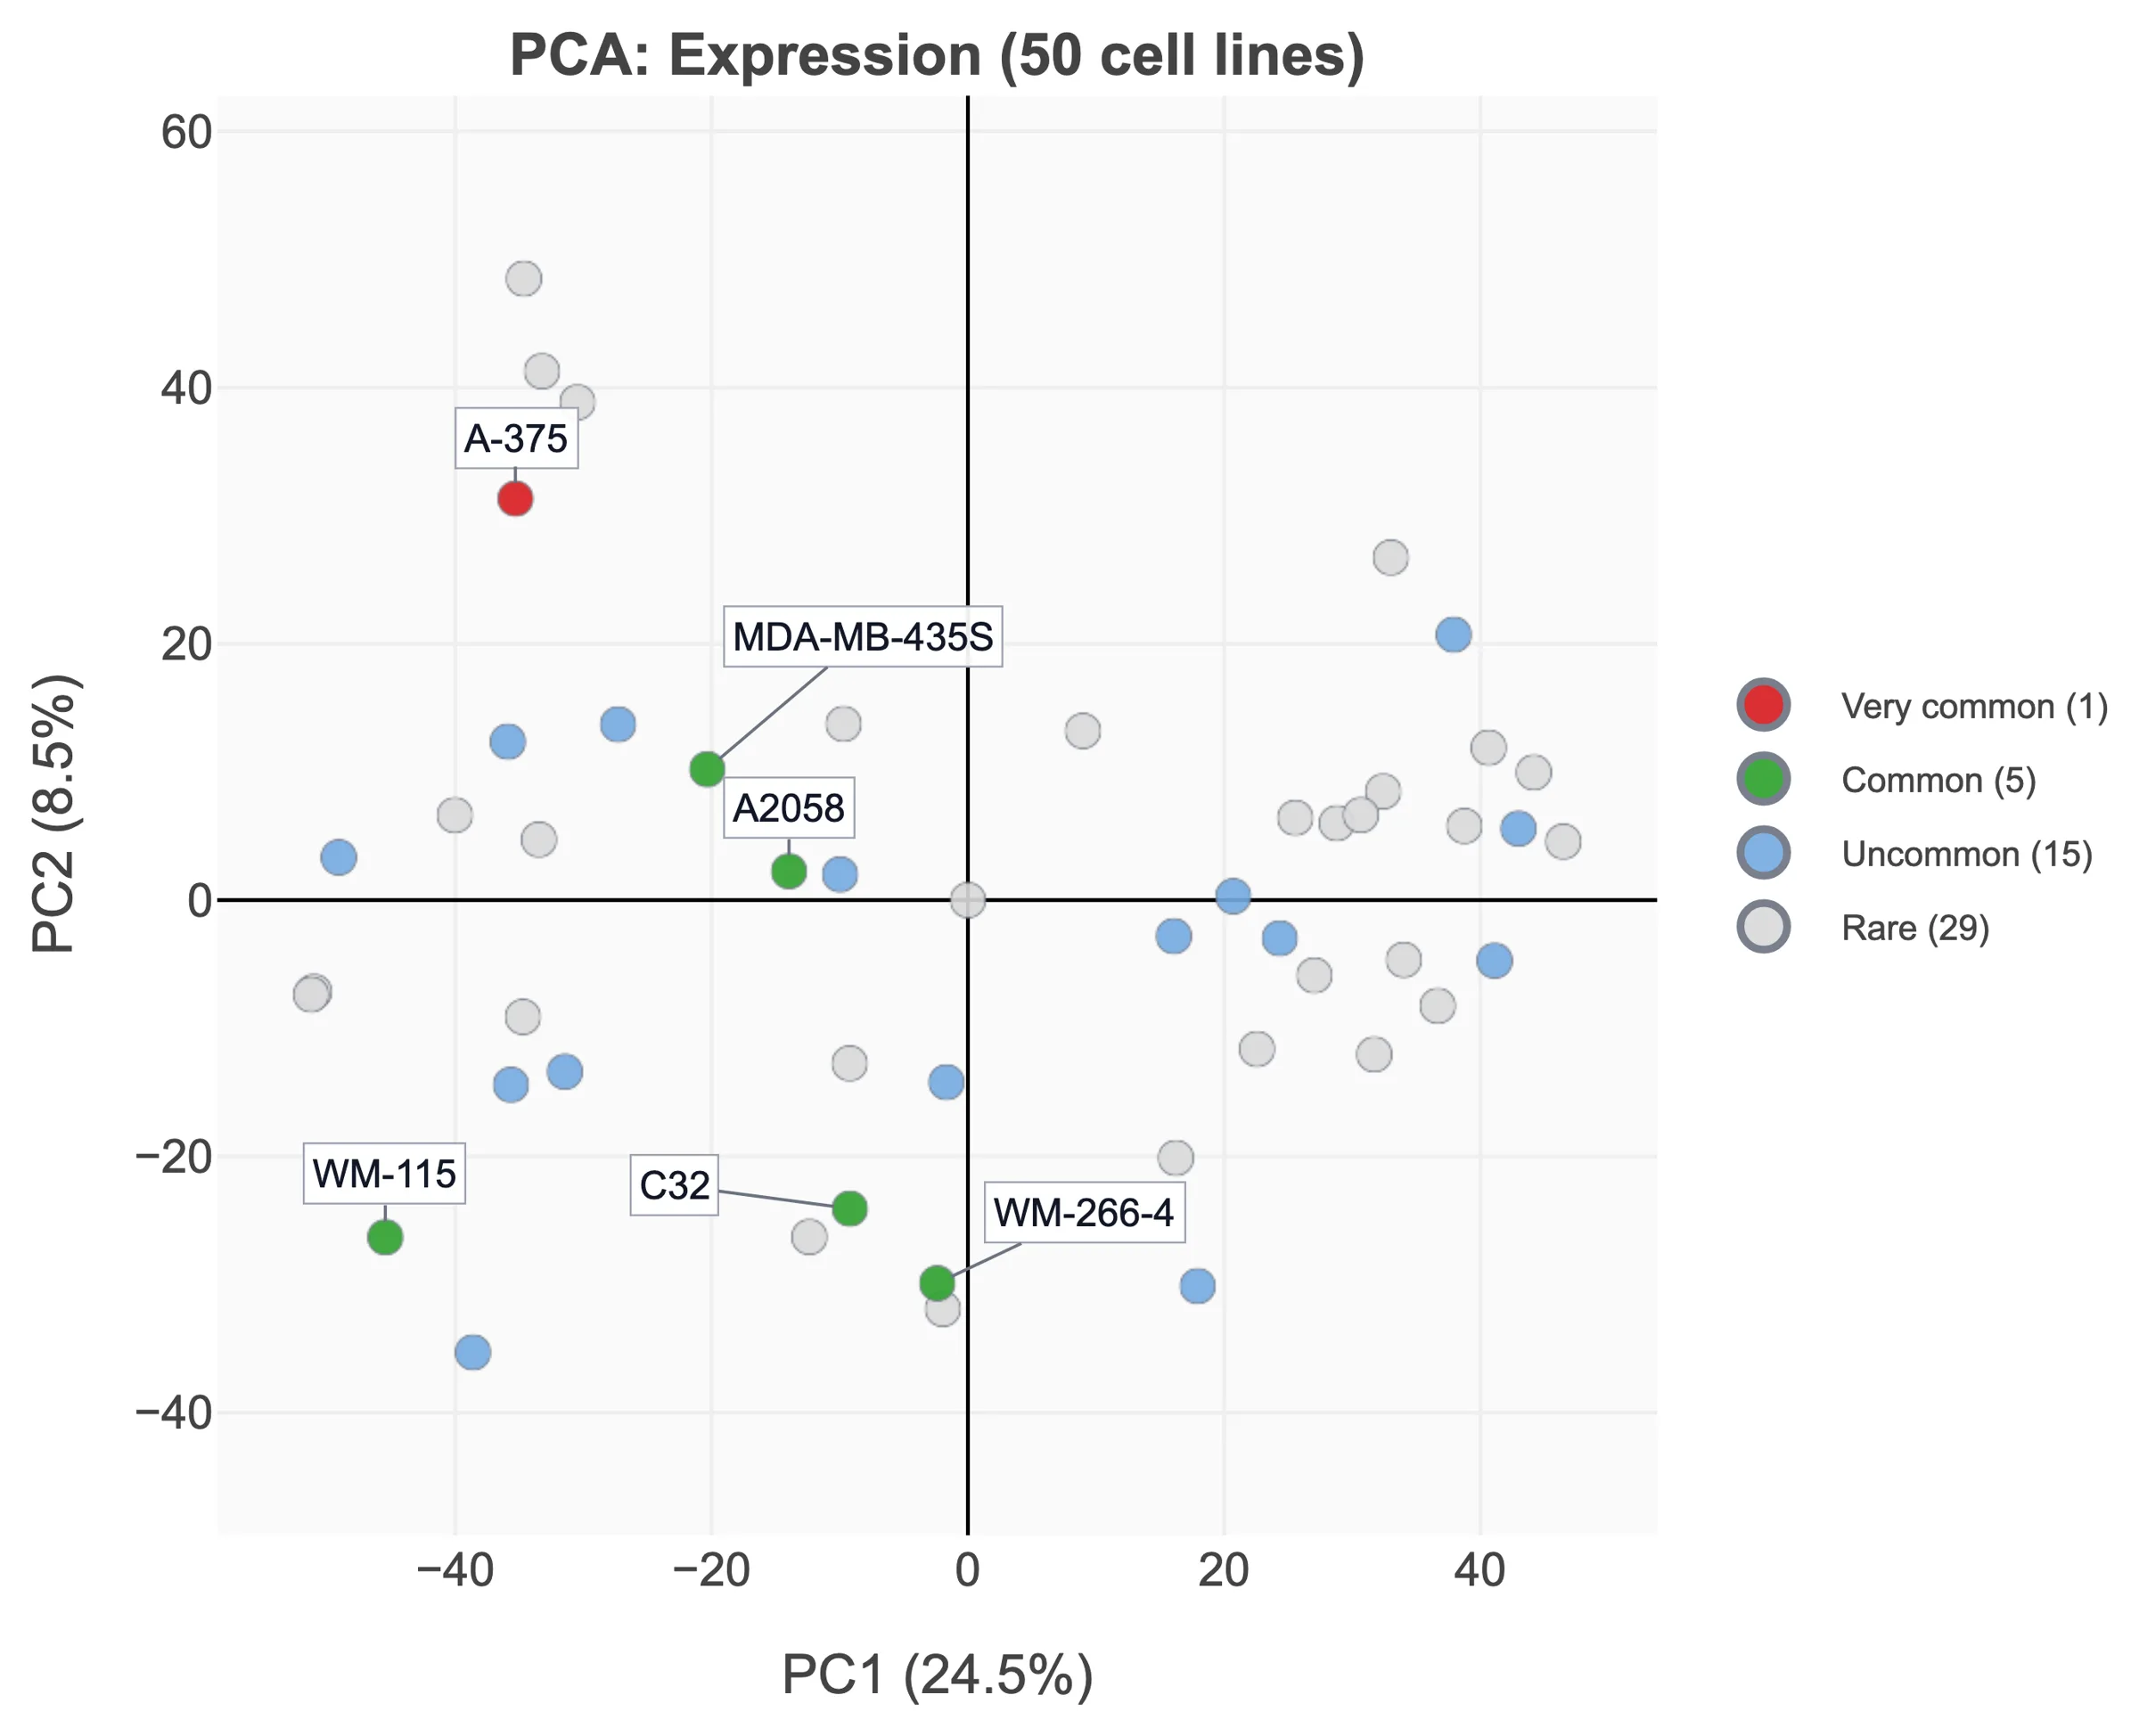 PCA: Expression (50 cell lines)
60
40
20
0
−20
−40
PC2 (8.5%)
A-375
MDA-MB-435S
A2058
WM-115
C32
WM-266-4
−40
−20
0
20
40
PC1 (24.5%)
Very common (1)
Common (5)
Uncommon (15)
Rare (29)